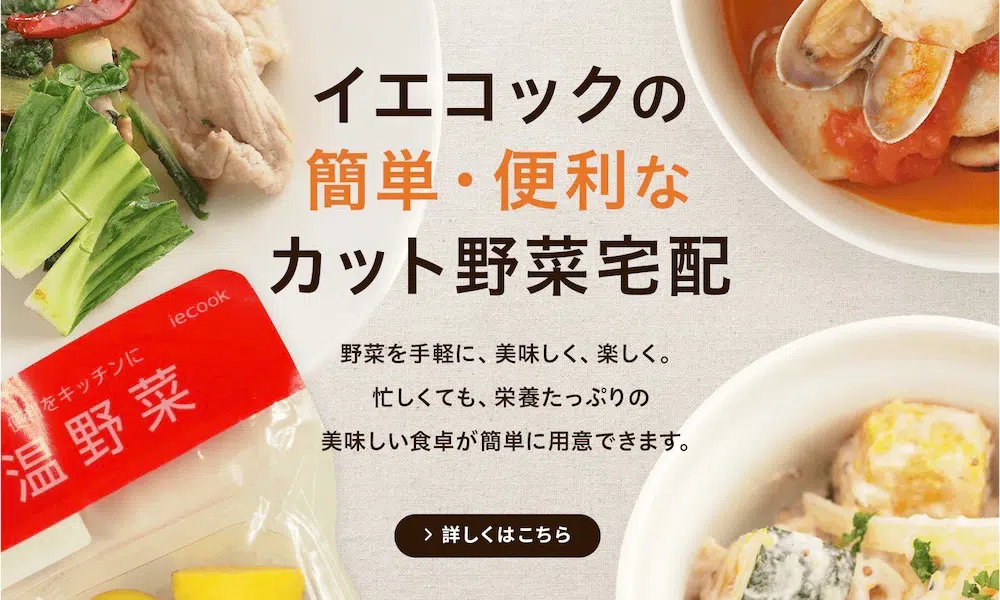 イエコックの
簡単・便利な
カット野菜宅配
野菜を手軽に、美味しく、楽しく。
忙しくても、栄養たっぷりの
美味しい食卓が簡単に用意できます。
> 詳しくはこちら
iecook
をキッチンに
温野菜